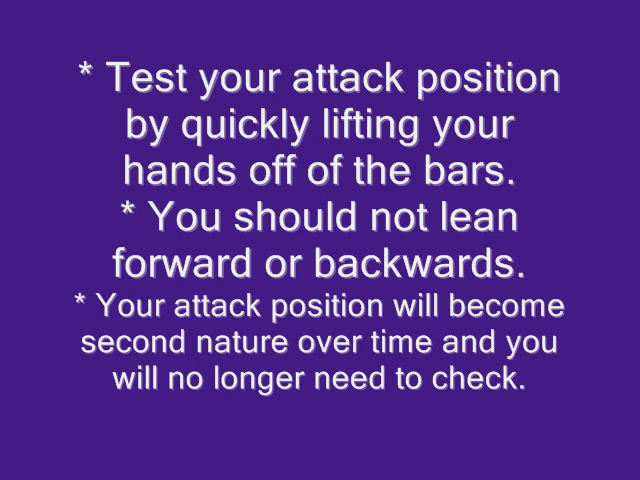 * Test your attack position
by quickly lifting your
hands off of the bars.
* You should not lean
forward or backwards.
* Your attack position will become
second nature over time and you
will no longer need to check.